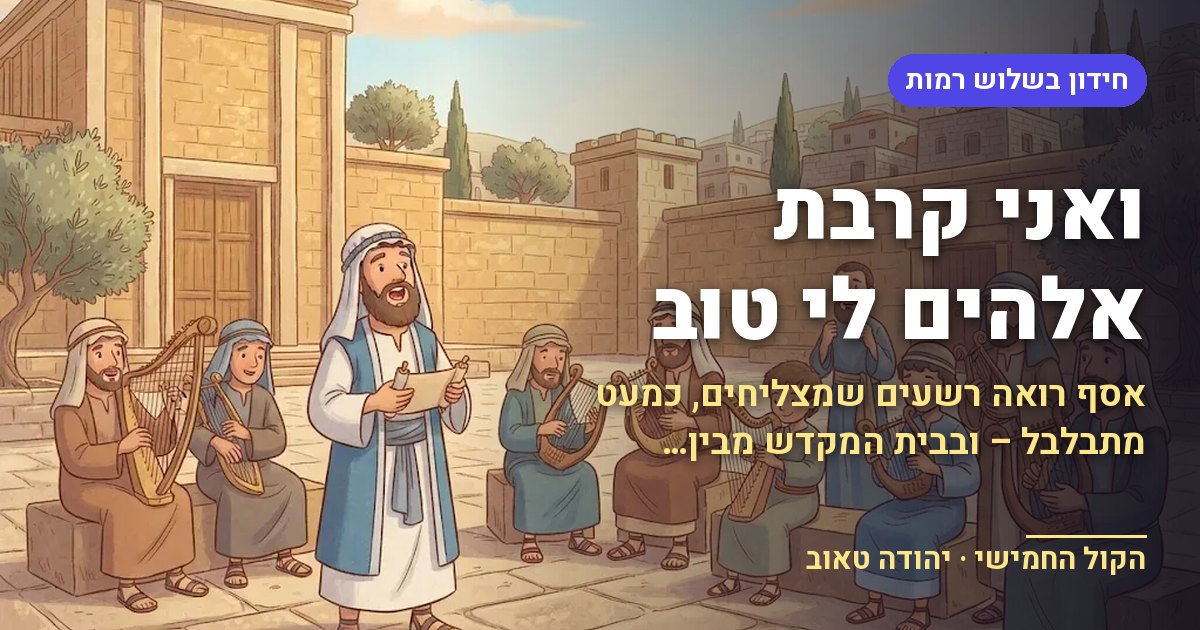 חידון בשלוש רמות
ואני קרבת
אלהים לי טוב
אסף רואה רשעים שמצליחים, כמעט
מתבלבל – ובבית המקדש מבין...
הקול החמישי · יהודה טאוב